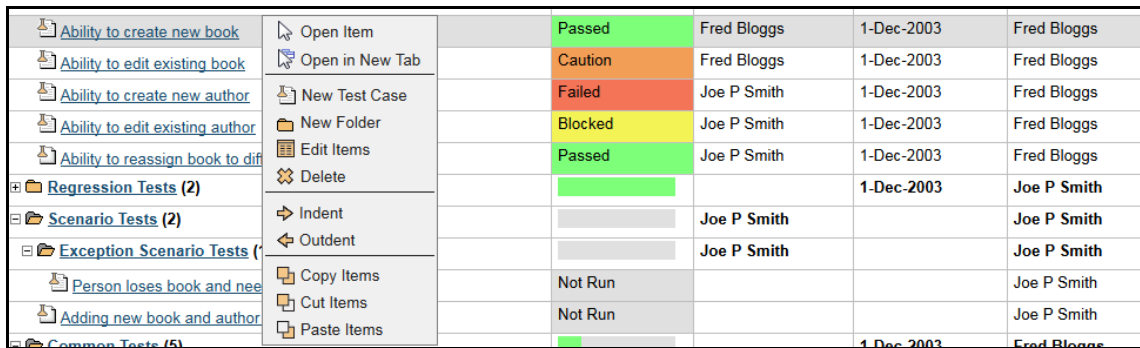 Ability to create new book Passed Fred Bloggs 1-Dec-2003 Fred Bloggs
Ability to edit existing book Caution Fred Bloggs
Ability to create new author Failed Joe P Smith 1-Dec-2003 Fred Bloggs
Ability to edit existing author Blocked Joe P Smith 1-Dec-2003 Fred Bloggs
Ability to reassign book to dif Passed Joe P Smith 1-Dec-2003 Fred Bloggs
Regression Tests (2) 1-Dec-2003 Joe P Smith
Scenario Tests (2) Joe P Smith Joe P Smith
Exception Scenario Tests ( Joe P Smith Joe P Smith
Person loses book and nee Not Run Joe P Smith
Adding new book and author Not Run Joe P Smith
Common Tests (5) 1-Dec-2003 Fred Bloggs
Open Item
Open in New Tab
New Test Case
New Folder
Edit Items
Delete
Indent
Outdent
Copy Items
Cut Items
Paste Items